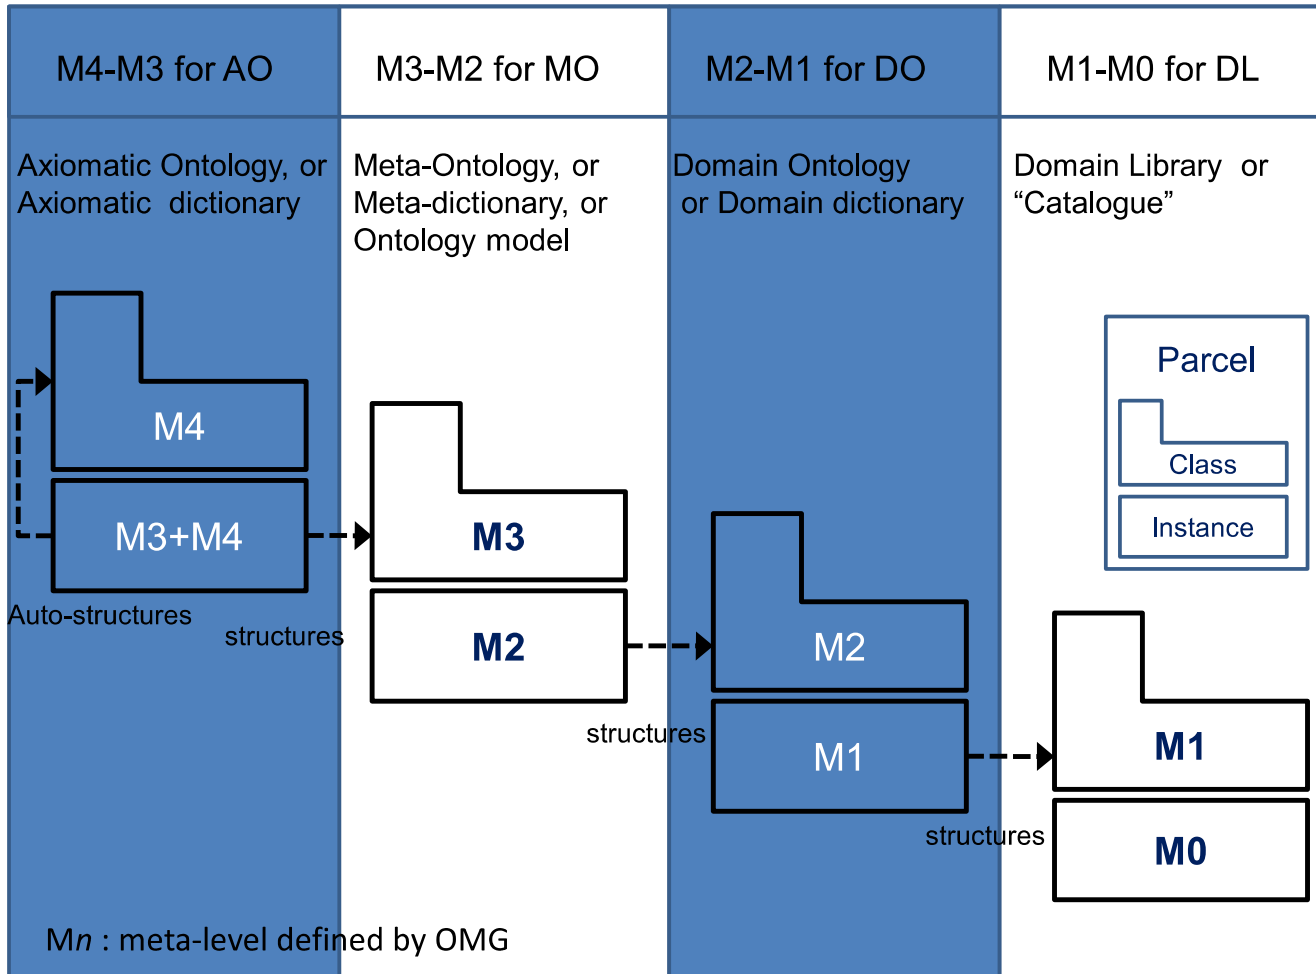 M4-M3 for AO
M3-M2 for MO
M2-M1 for DO
M1-M0 for DL
Axiomatic Ontology, or
Axiomatic dictionary
Meta-Ontology, or
Meta-dictionary, or
Ontology model
Domain Ontology
or Domain dictionary
Domain Library or
“Catalogue”
M4
M3+M4
Auto-structures
structures
M3
M2
structures
M2
M1
structures
Parcel
Class
Instance
M1
M0
Mn : meta-level defined by OMG